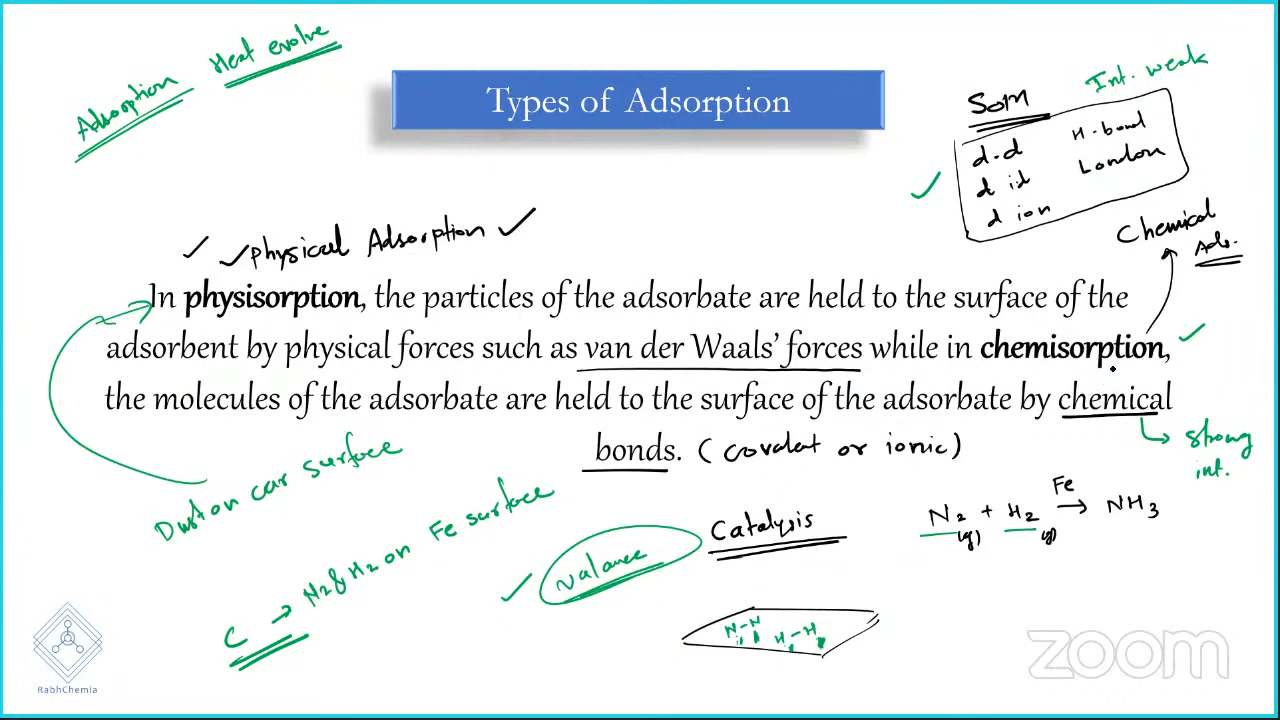 Adsorption Heat evolve
Types of Adsorption
SOM Int. weak
d-d H-bond
d id London
d ion
Chemical
Ads.
Physical Adsorption
In physisorption, the particles of the adsorbate are held to the surface of the
adsorbent by physical forces such as van der Waals’ forces while in chemisorption,
the molecules of the adsorbate are held to the surface of the adsorbate by chemical
bonds. (covalent or ionic)
strong
int.
Dust on car surface
C → N2 & H2 on Fe surface
valance
Catalysis
Fe
N2 + H2 → NH3
(g) (g)
N-N H-H
RabhChemia
zoom